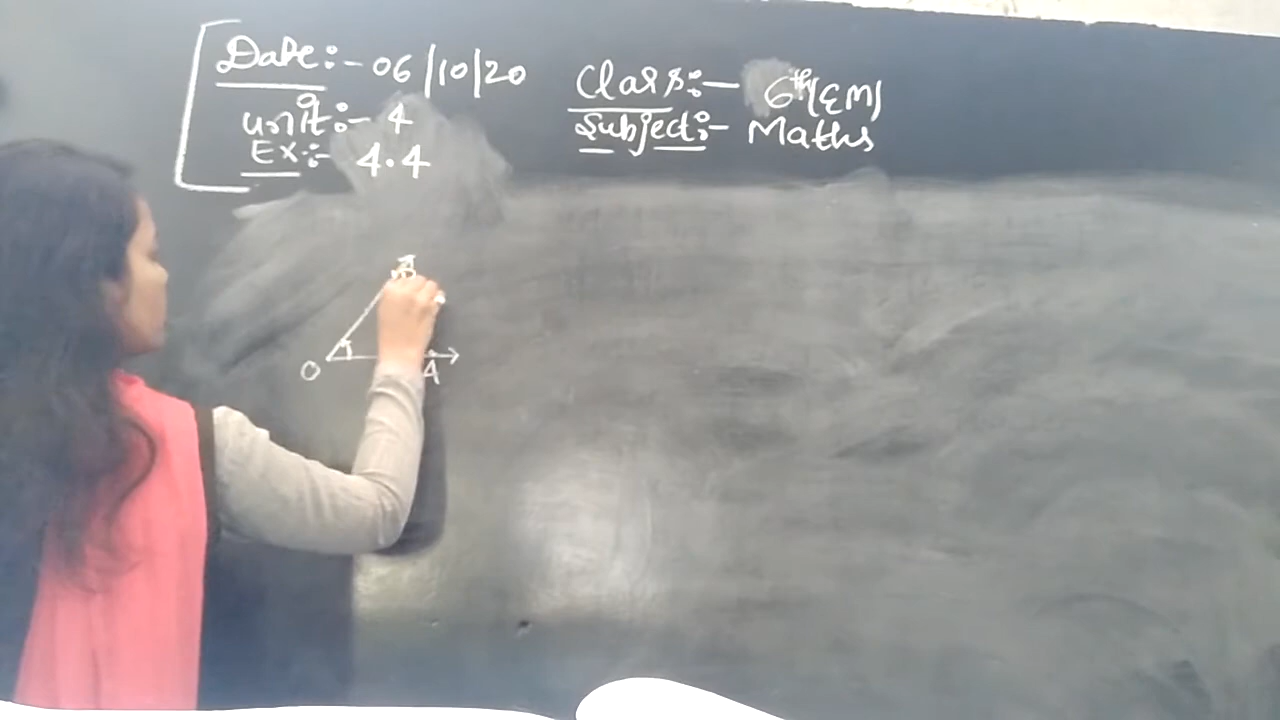 Date:- 06/10/20
Unit:- 4
Ex:- 4.4
Class:- 6th (EM)
Subject:- Maths
B
O
A